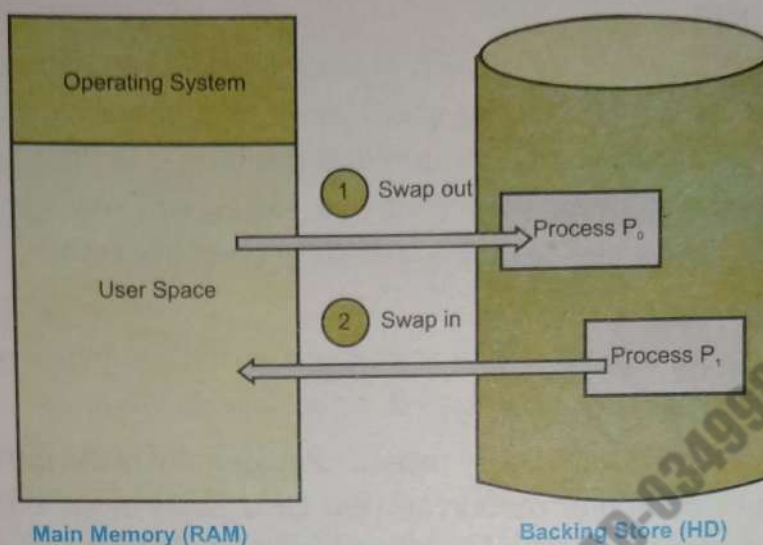 Operating System
1 Swap out
Process P₀
User Space
2 Swap in
Process P₁
Main Memory (RAM)
Backing Store (HD)